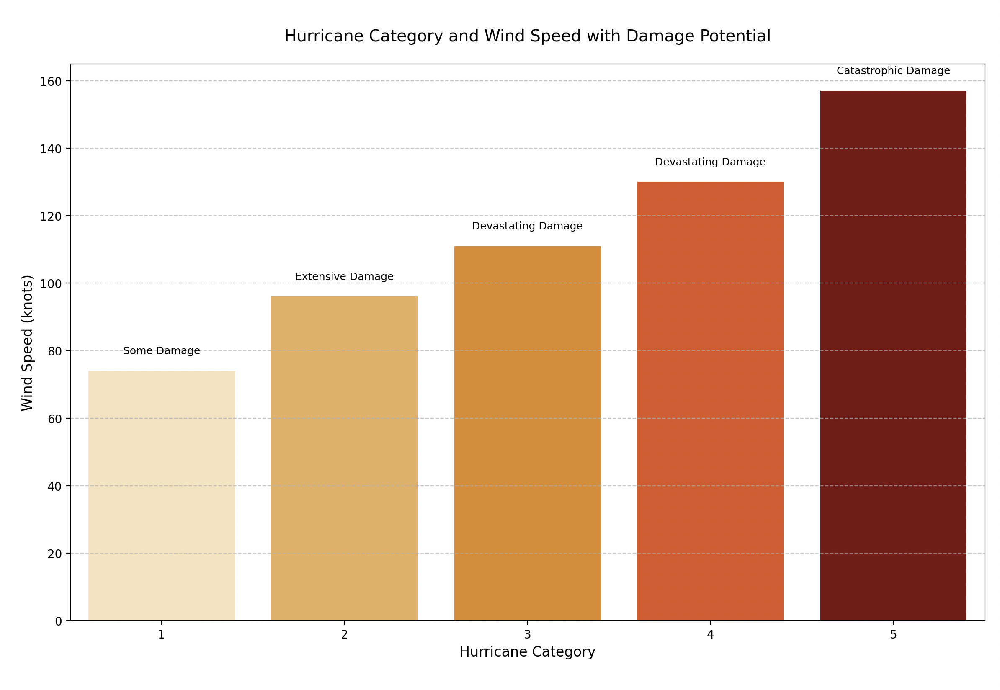 Hurricane Category and Wind Speed with Damage Potential
Catastrophic Damage
160
140
Devastating Damage
120
Devastating Damage
Extensive Damage
100
80
Some Damage
60
40
20
0
Wind Speed (knots)
1 2 3 4 5
Hurricane Category